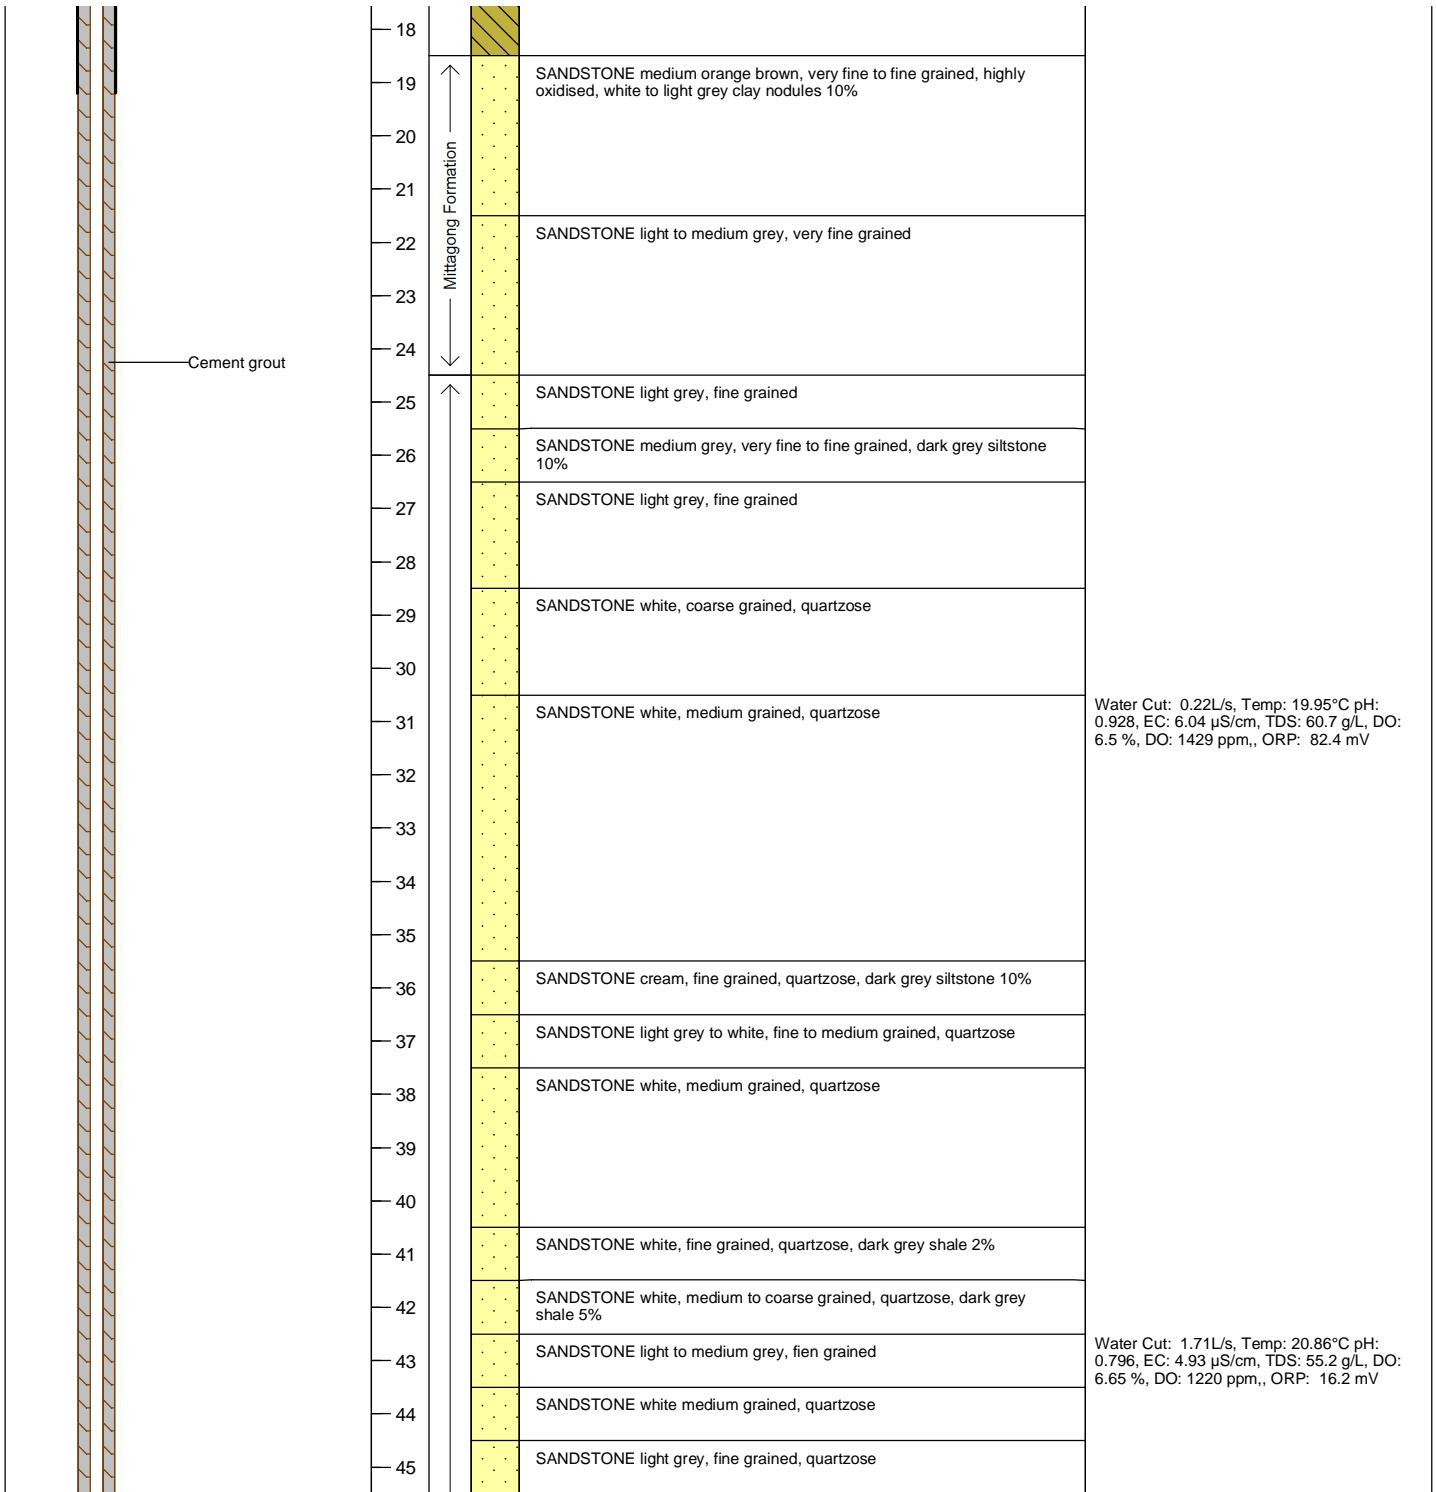 18
19
20
21
22
23
24
25
26
27
28
29
30
31
32
33
34
35
36
37
38
39
40
41
42
43
44
45
Cement grout
Mittagong Formation
SANDSTONE medium orange brown, very fine to fine grained, highly
oxidised, white to light grey clay nodules 10%
SANDSTONE light to medium grey, very fine grained
SANDSTONE light grey, fine grained
SANDSTONE medium grey, very fine to fine grained, dark grey siltstone
10%
SANDSTONE light grey, fine grained
SANDSTONE white, coarse grained, quartzose
SANDSTONE white, medium grained, quartzose
Water Cut: 0.22L/s, Temp: 19.95°C pH:
0.928, EC: 6.04 µS/cm, TDS: 60.7 g/L, DO:
6.5 %, DO: 1429 ppm,, ORP: 82.4 mV
SANDSTONE cream, fine grained, quartzose, dark grey siltstone 10%
SANDSTONE light grey to white, fine to medium grained, quartzose
SANDSTONE white, medium grained, quartzose
SANDSTONE white, fine grained, quartzose, dark grey shale 2%
SANDSTONE white, medium to coarse grained, quartzose, dark grey
shale 5%
SANDSTONE light to medium grey, fien grained
Water Cut: 1.71L/s, Temp: 20.86°C pH:
0.796, EC: 4.93 µS/cm, TDS: 55.2 g/L, DO:
6.65 %, DO: 1220 ppm,, ORP: 16.2 mV
SANDSTONE white medium grained, quartzose
SANDSTONE light grey, fine grained, quartzose